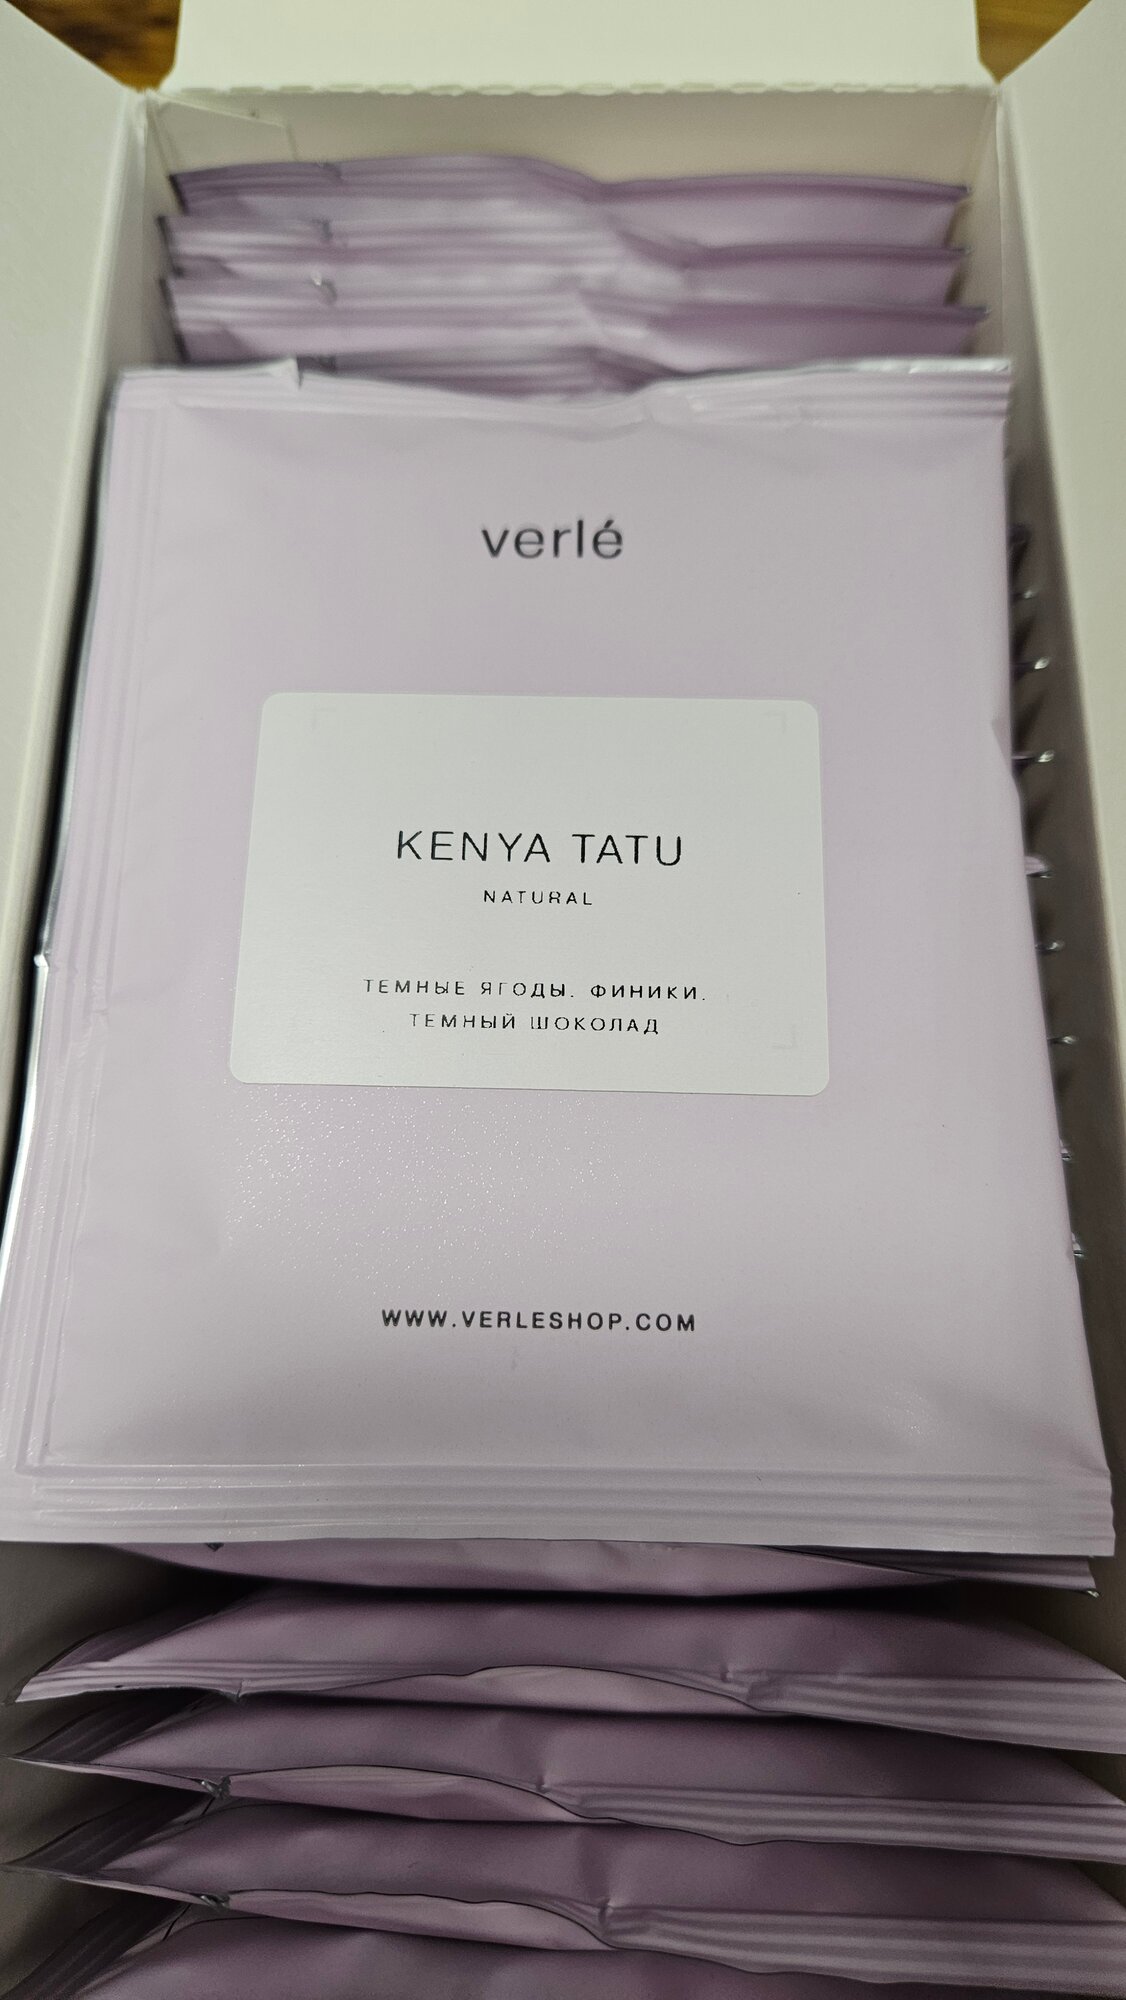 verlé
KENYA TATU
NATURAL
ТЕМНЫЕ ЯГОДЫ. ФИНИКИ.
ТЕМНЫЙ ШОКОЛАД
WWW.VERLESHOP.COM